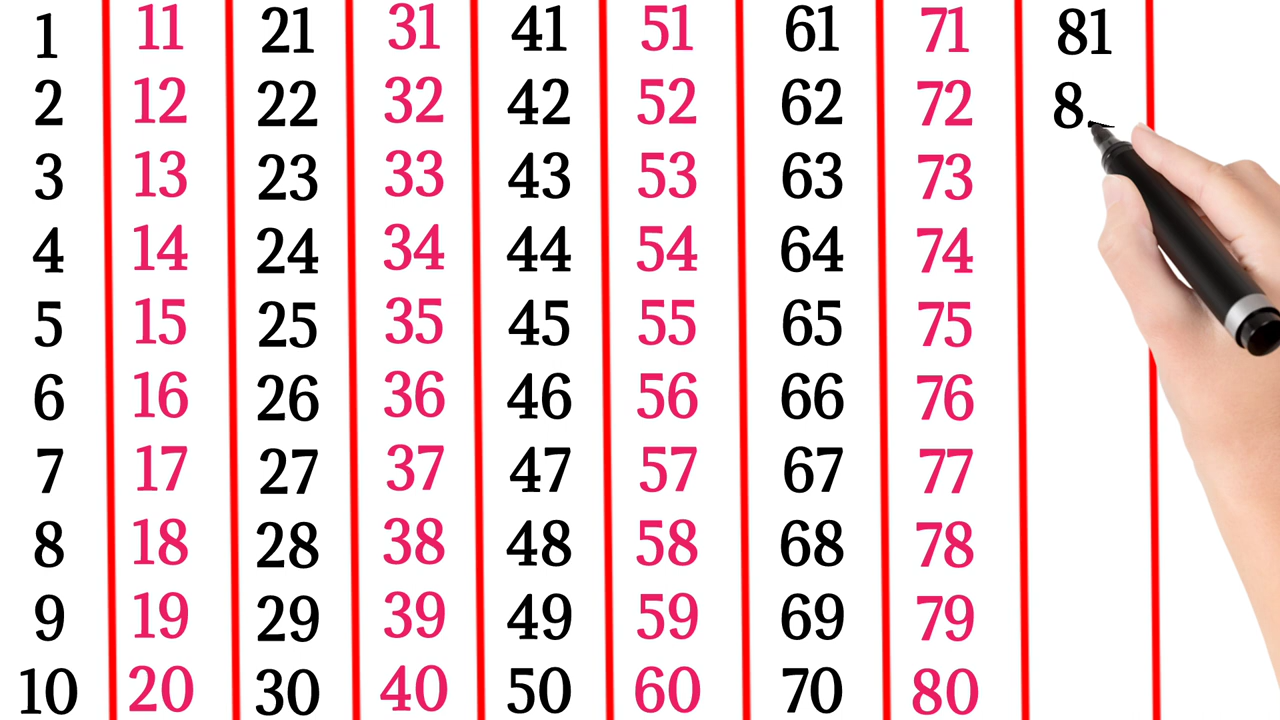 1 11 21 31 41 51 61 71 81
2 12 22 32 42 52 62 72 8
3 13 23 33 43 53 63 73
4 14 24 34 44 54 64 74
5 15 25 35 45 55 65 75
6 16 26 36 46 56 66 76
7 17 27 37 47 57 67 77
8 18 28 38 48 58 68 78
9 19 29 39 49 59 69 79
10 20 30 40 50 60 70 80